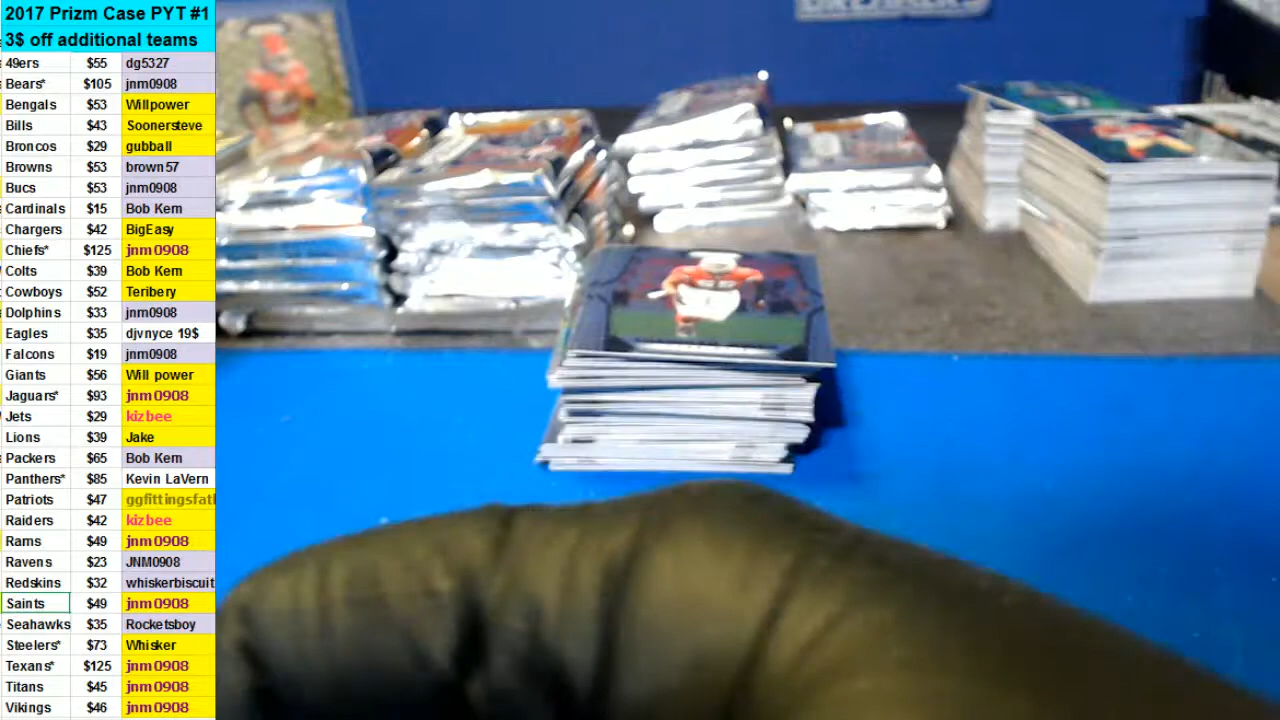 2017 Prizm Case PYT #1
3$ off additional teams
49ers $55 dg5327
Bears* $105 jnm0908
Bengals $53 Willpower
Bills $43 Soonersteve
Broncos $29 gubball
Browns $53 brown57
Bucs $53 jnm0908
Cardinals $15 Bob Kern
Chargers $42 BigEasy
Chiefs* $125 jnm0908
Colts $39 Bob Kern
Cowboys $52 Teribery
Dolphins $33 jnm0908
Eagles $35 djvnyce 19$
Falcons $19 jnm0908
Giants $56 Will power
Jaguars* $93 jnm0908
Jets $29 kizbee
Lions $39 Jake
Packers $65 Bob Kern
Panthers* $85 Kevin LaVern
Patriots $47 ggfittingsfatl
Raiders $42 kizbee
Rams $49 jnm0908
Ravens $23 JNM0908
Redskins $32 whiskerbiscuit
Saints $49 jnm0908
Seahawks $35 Rocketsboy
Steelers* $73 Whisker
Texans* $125 jnm0908
Titans $45 jnm0908
Vikings $46 jnm0908